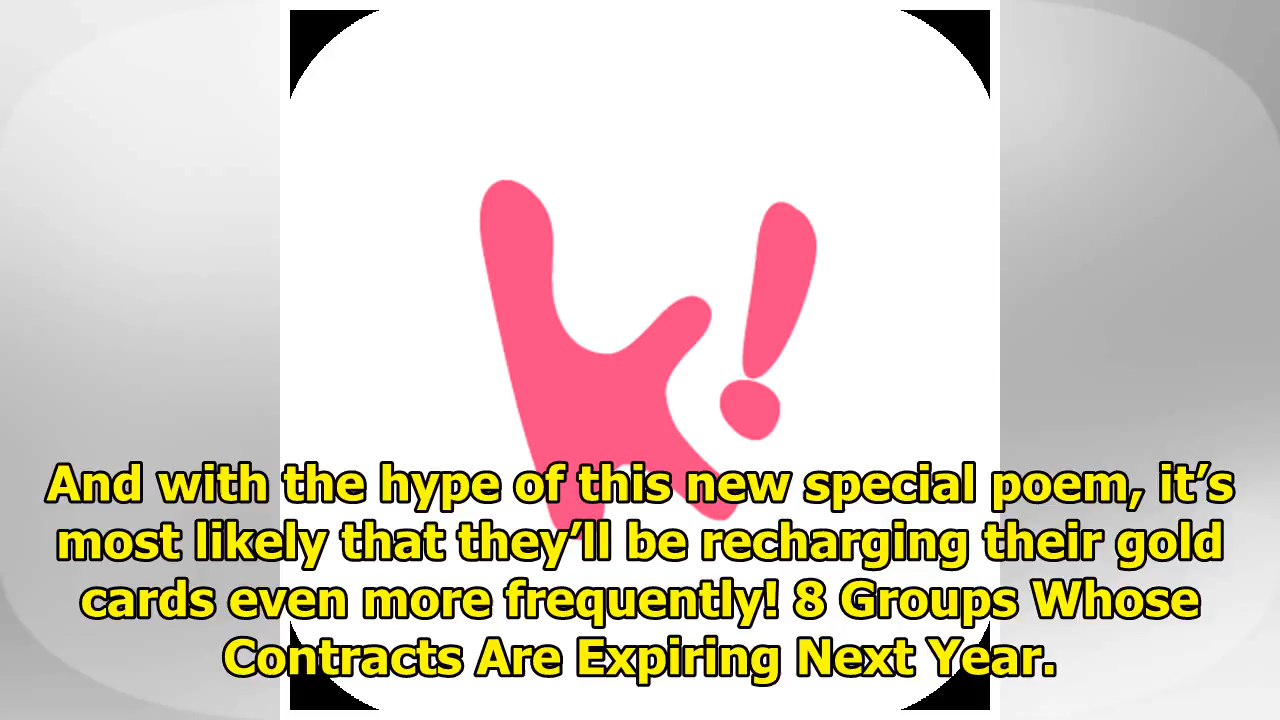 k!
And with the hype of this new special poem, it’s
most likely that they’ll be recharging their gold
cards even more frequently! 8 Groups Whose
Contracts Are Expiring Next Year.